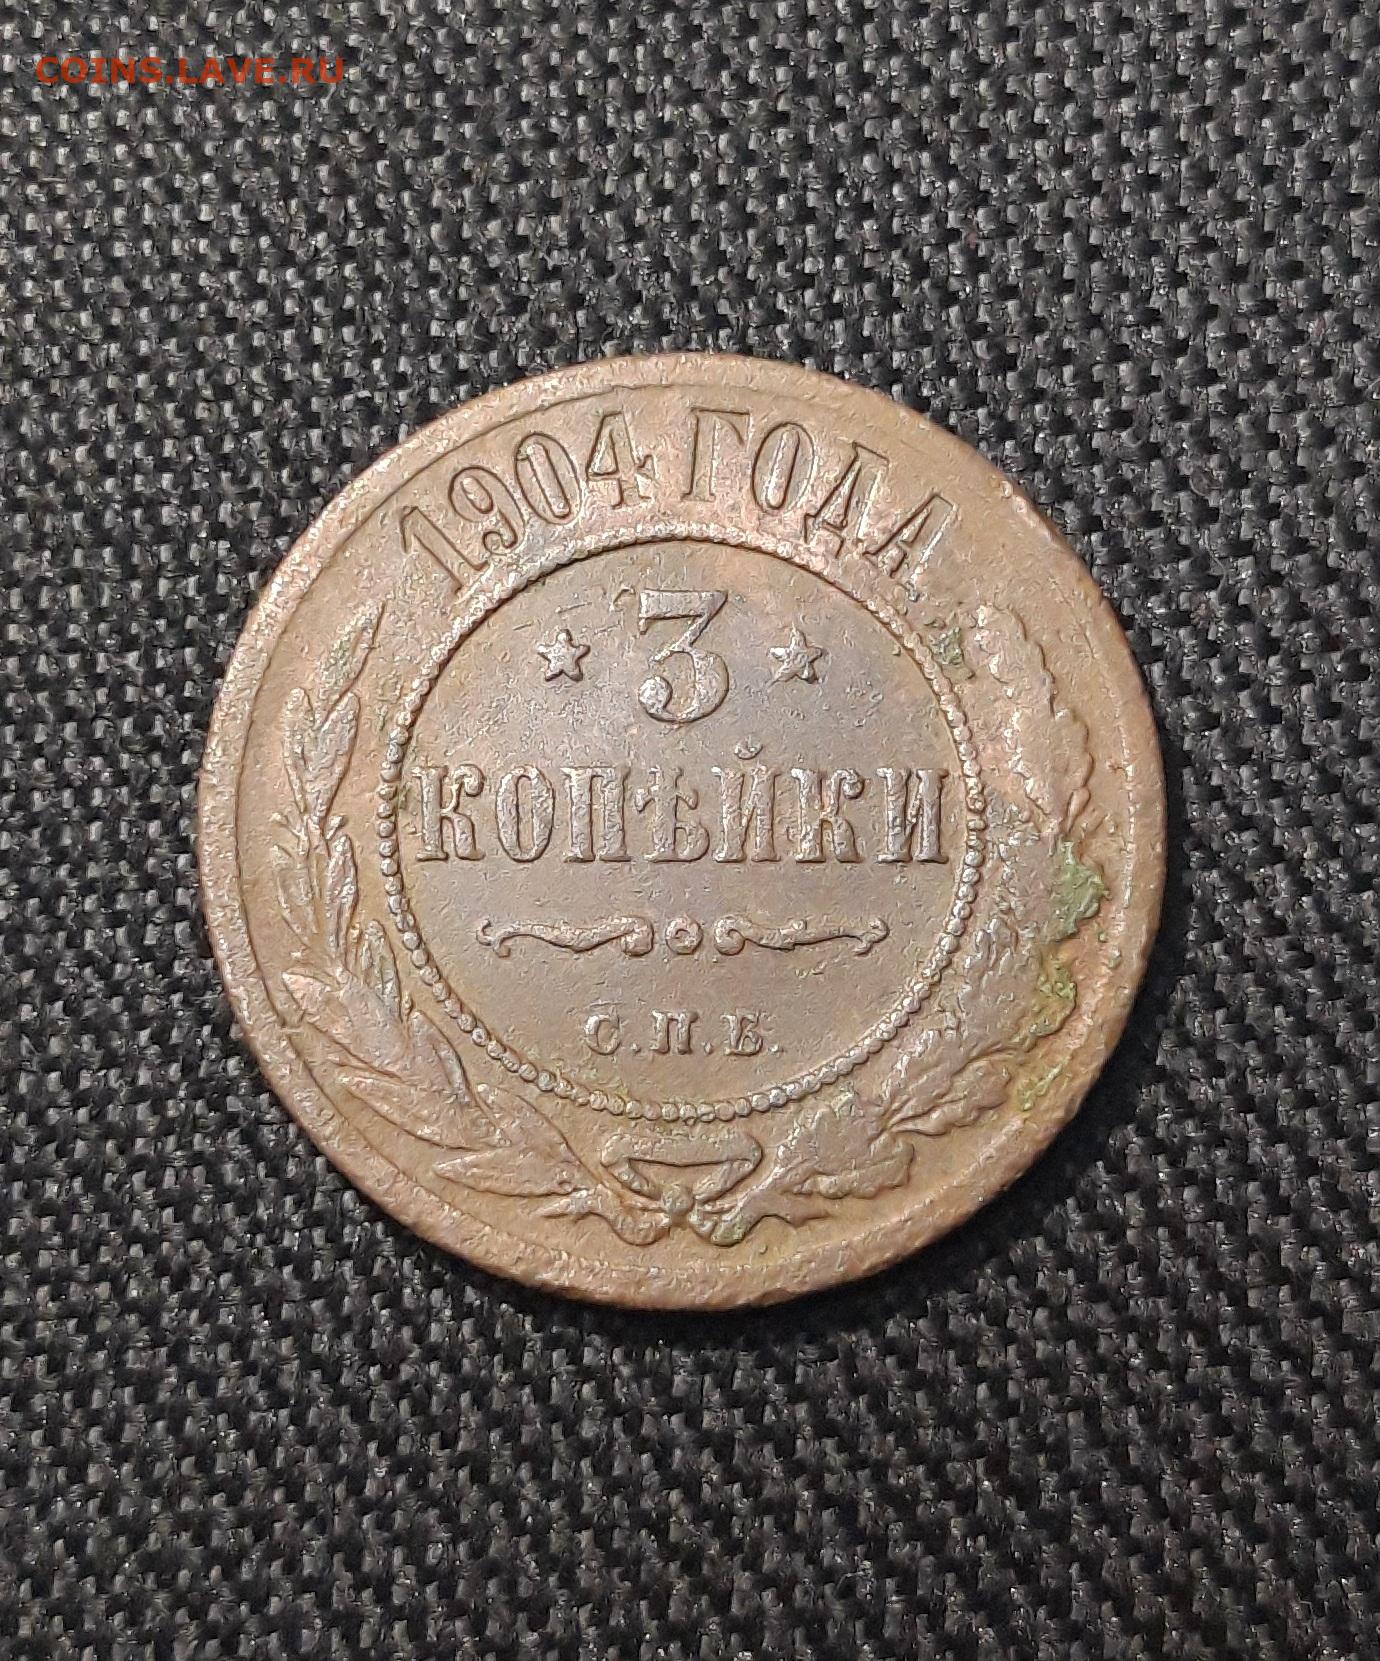 COINS.LAVE.RU
1904 ГОДА
3
КОПѢЙКИ
С.П.Б.